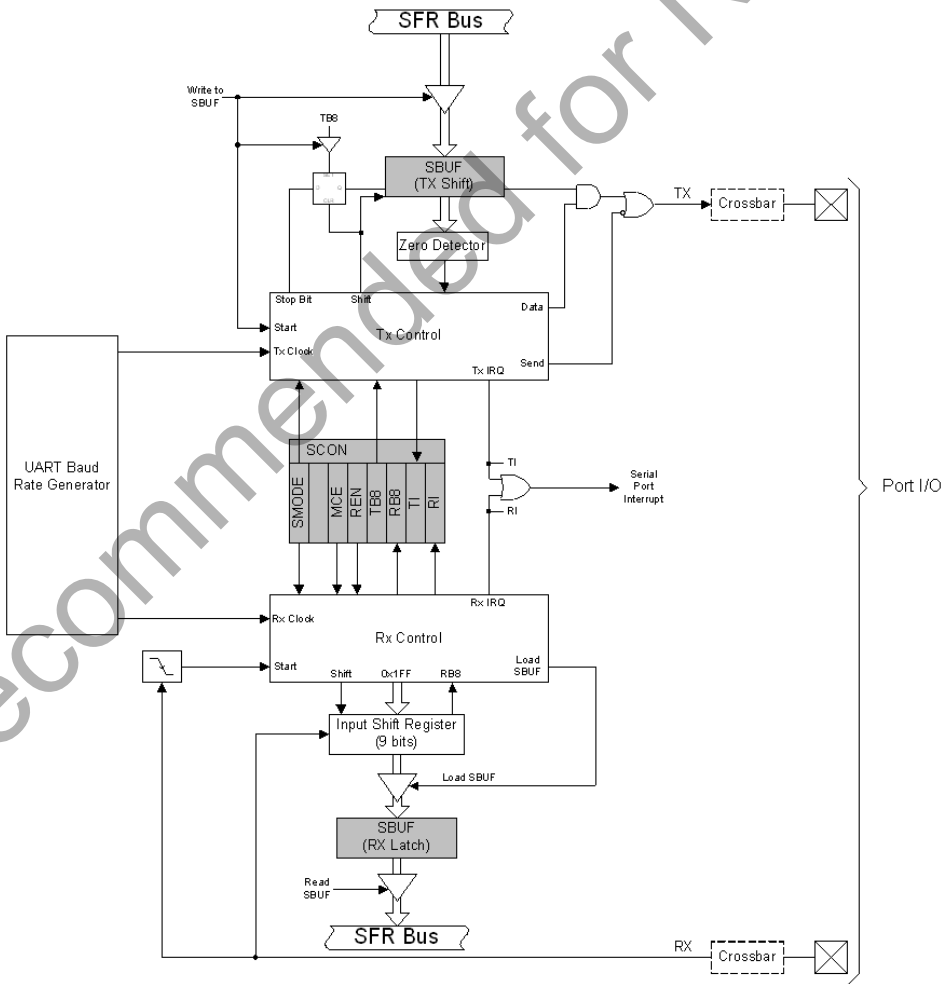 SFR Bus
Write to
SBUF
TB8
SBUF
(TX Shift)
TX
Crossbar
Zero Detector
Stop Bit
Shift
Data
Start
Tx Control
Tx Clock
Send
Tx IRQ
UART Baud
Rate Generator
SCON
SMODE
MCE
REN
TB8
RB8
TI
RI
TI
RI
Serial
Port
Interrupt
Port I/O
Rx IRQ
Rx Clock
Rx Control
Start
Load
SBUF
Shift
0x1FF
RB8
Input Shift Register
(9 bits)
Load SBUF
SBUF
(RX Latch)
Read
SBUF
SFR Bus
RX
Crossbar
ecommended for N